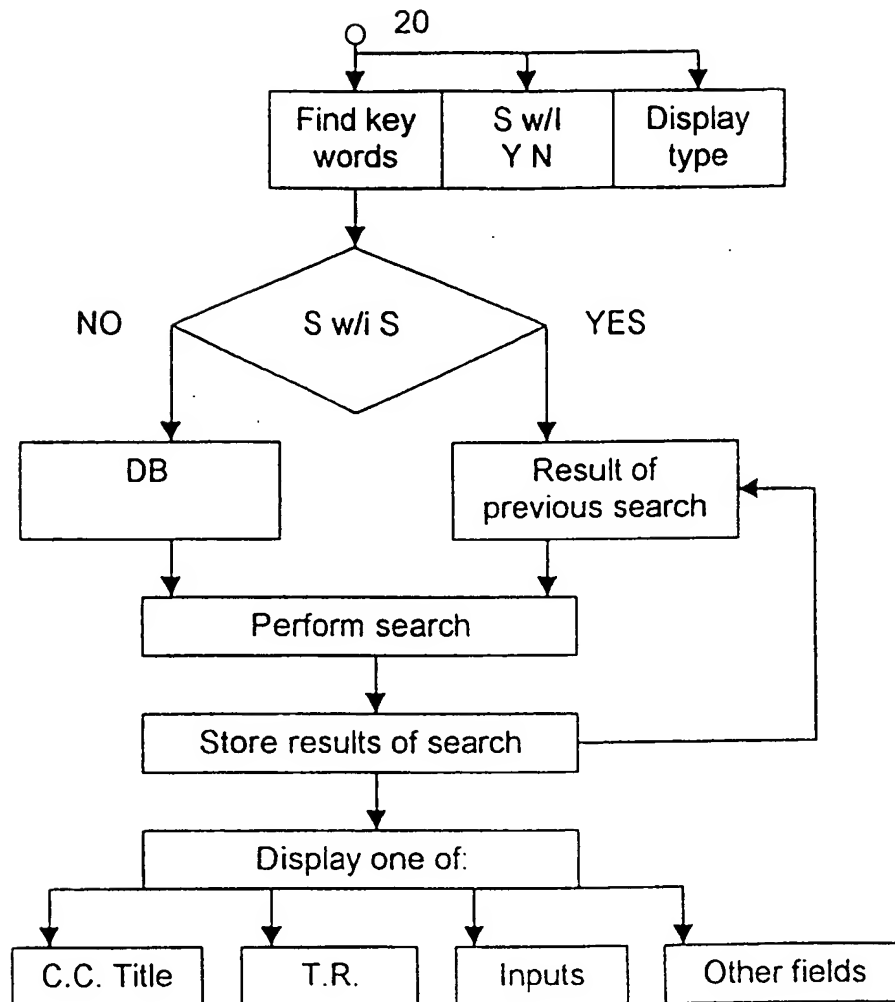 20
Find key
words
S w/I
Y N
Display
type
NO
S w/i S
YES
DB
Result of
previous search
Perform search
Store results of search
Display one of:
C.C. Title
T.R.
Inputs
Other fields